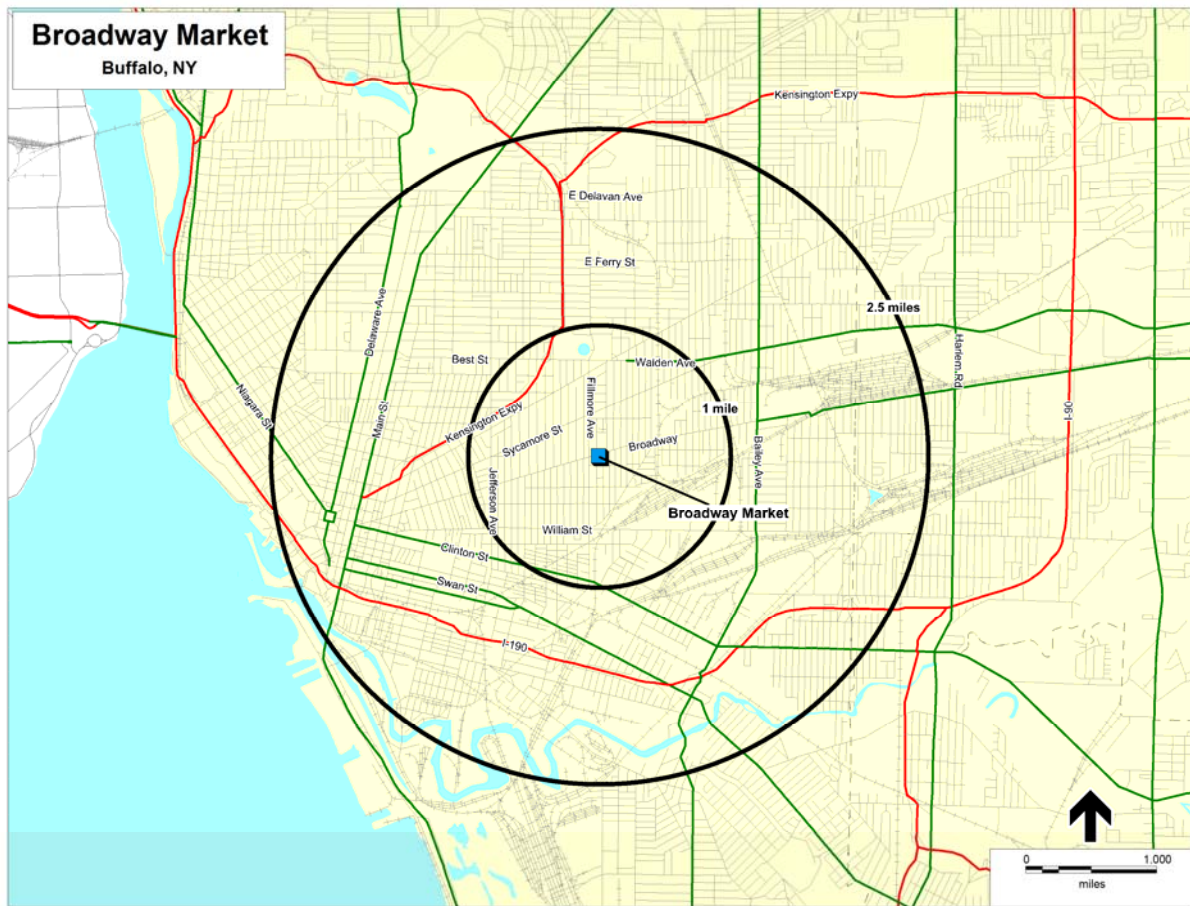 Broadway Market
Buffalo, NY
Kensington Expy
E Delavan Ave
E Ferry St
2.5 miles
Delaware Ave
Main St
Niagara St
Best St
Walden Ave
Harlem Rd
I-90
Fillmore Ave
1 mile
Kensington Expy
Sycamore St
Broadway
Bailey Ave
Jefferson Ave
Broadway Market
William St
Clinton St
Swan St
I-190
0 1.000
miles